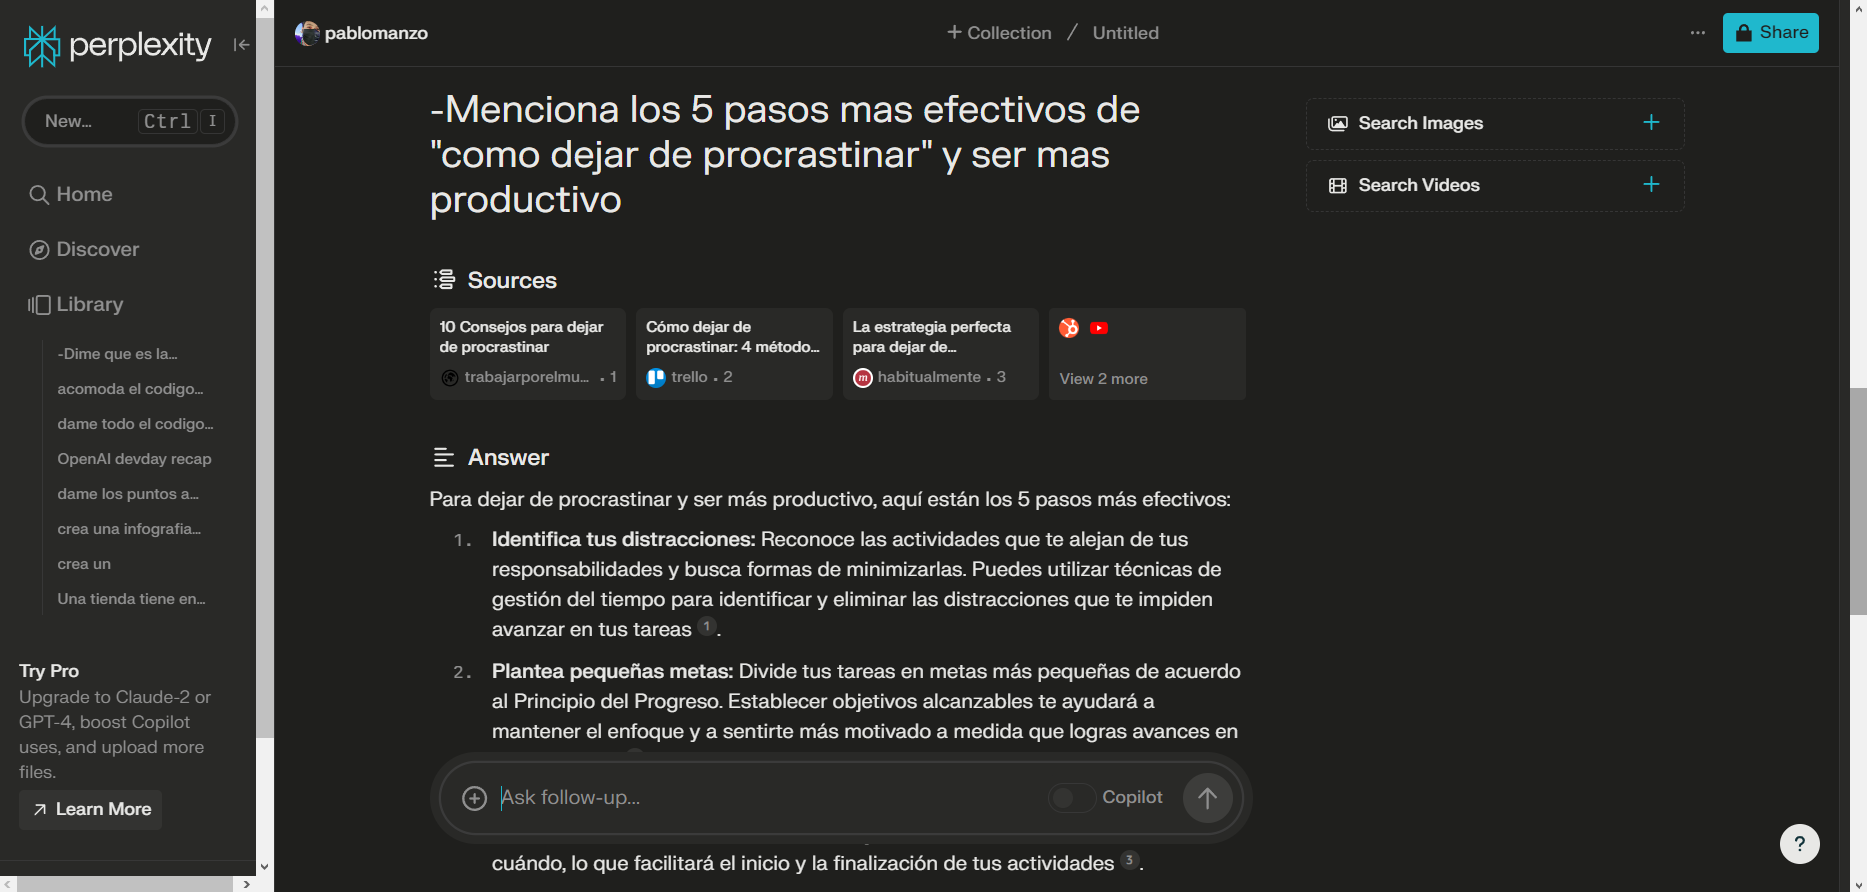 perplexity
New...
Ctrl I
Home
Discover
Library
-Dime que es la...
acomoda el codigo...
dame todo el codigo...
OpenAI devday recap
dame los puntos a...
crea una infografia...
crea un
Una tienda tiene en...
Try Pro
Upgrade to Claude-2 or
GPT-4, boost Copilot
uses, and upload more
files.
Learn More
pablomanzo
+ Collection / Untitled
... Share
-Menciona los 5 pasos mas efectivos de
"como dejar de procrastinar" y ser mas
productivo
Sources
10 Consejos para dejar
de procrastinar
trabajarporelmu... · 1
Cómo dejar de
procrastinar: 4 método...
trello · 2
La estrategia perfecta
para dejar de...
m habitualmente · 3
View 2 more
Answer
Para dejar de procrastinar y ser más productivo, aquí están los 5 pasos más efectivos:
1. Identifica tus distracciones: Reconoce las actividades que te alejan de tus
responsabilidades y busca formas de minimizarlas. Puedes utilizar técnicas de
gestión del tiempo para identificar y eliminar las distracciones que te impiden
avanzar en tus tareas 1.
2. Plantea pequeñas metas: Divide tus tareas en metas más pequeñas de acuerdo
al Principio del Progreso. Establecer objetivos alcanzables te ayudará a
mantener el enfoque y a sentirte más motivado a medida que logras avances en
Ask follow-up...
Copilot
cuándo, lo que facilitará el inicio y la finalización de tus actividades 3.
Search Images +
Search Videos +
?